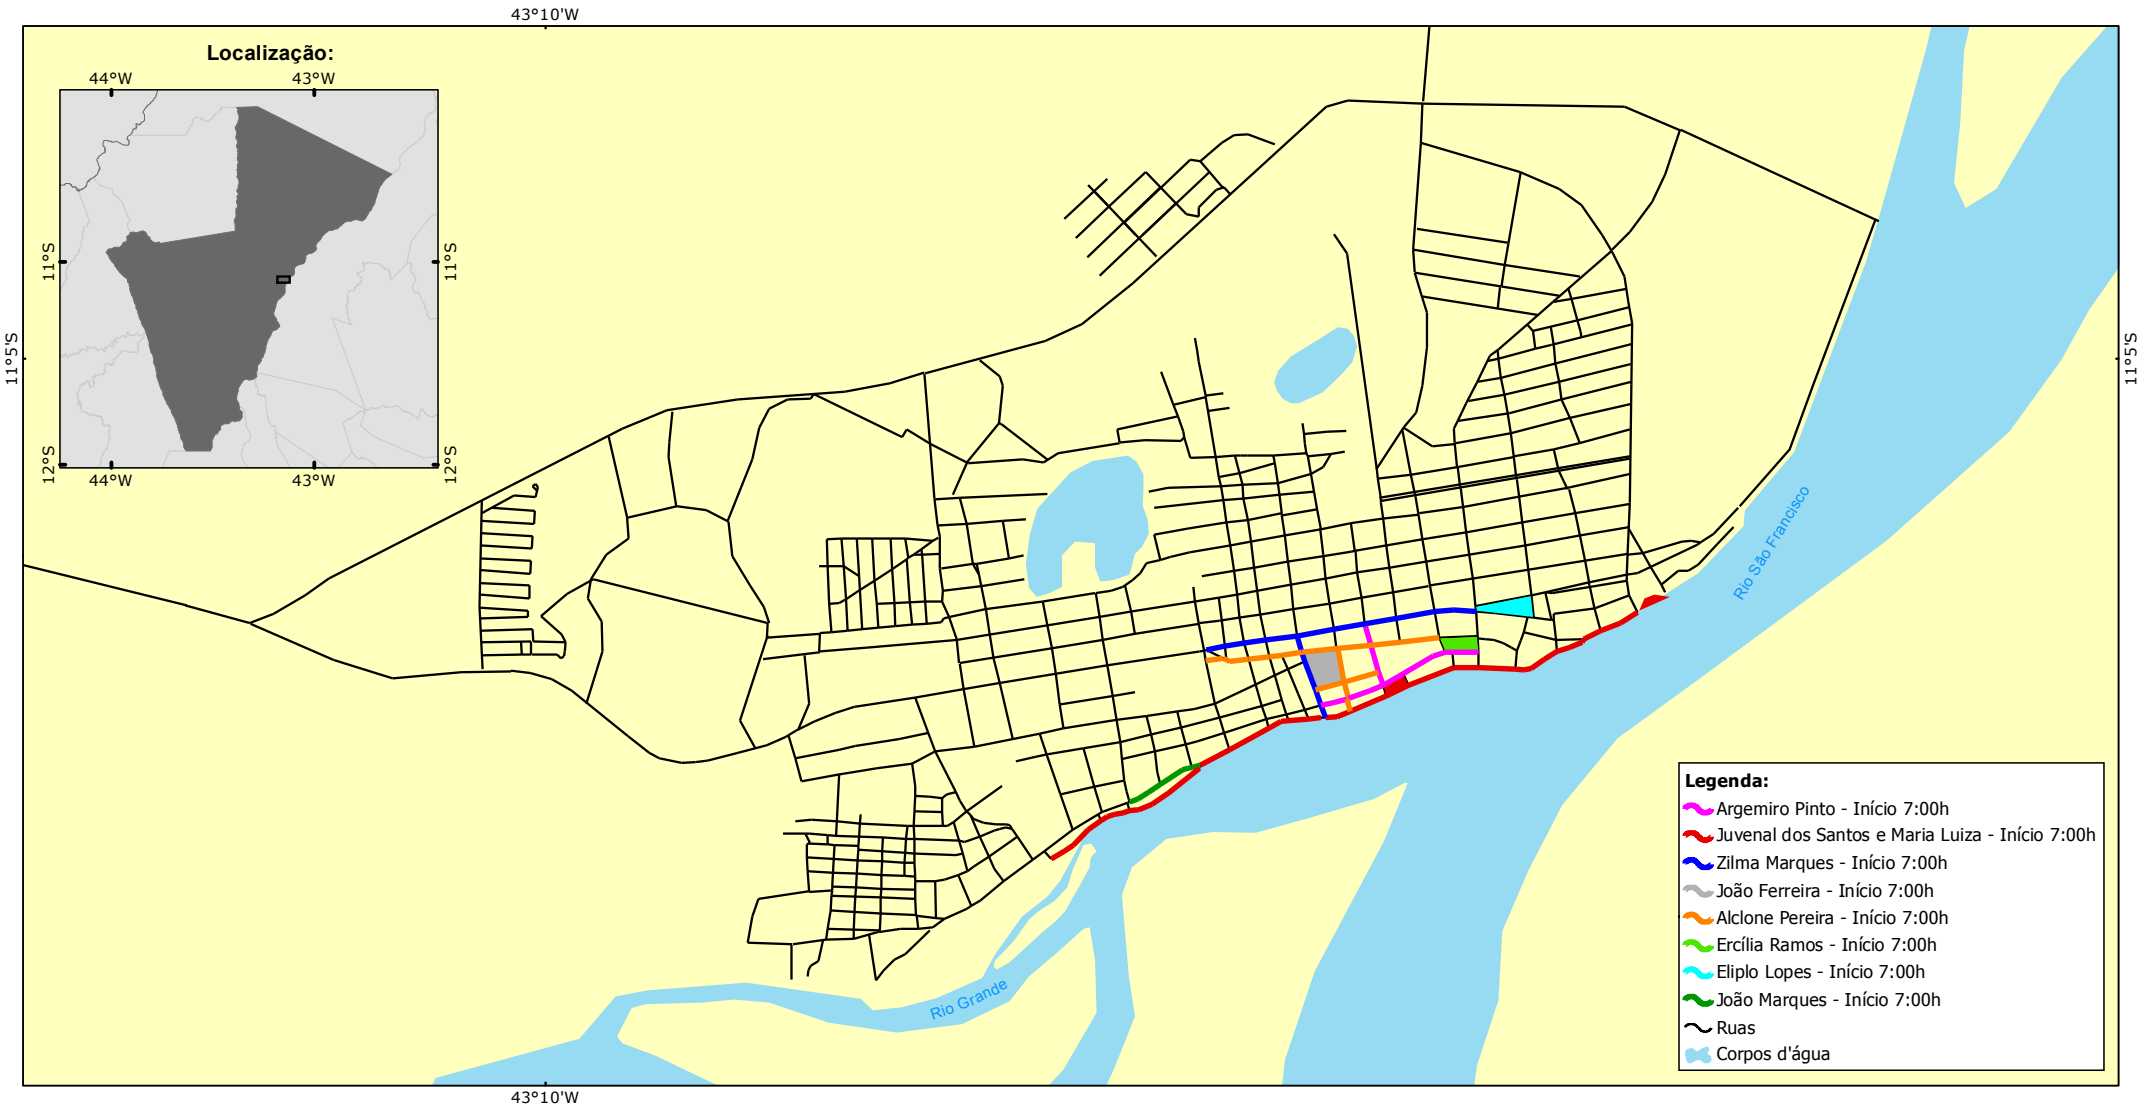 43°10'W
Localização:
44°W
43°W
11°S
11°S
12°S
12°S
44°W
43°W
11°5'S
11°5'S
Rio São Francisco
Rio Grande
Legenda:
Argemiro Pinto - Início 7:00h
Juvenal dos Santos e Maria Luiza - Início 7:00h
Zilma Marques - Início 7:00h
João Ferreira - Início 7:00h
Alclone Pereira - Início 7:00h
Ercília Ramos - Início 7:00h
Eliplo Lopes - Início 7:00h
João Marques - Início 7:00h
Ruas
Corpos d'água
43°10'W